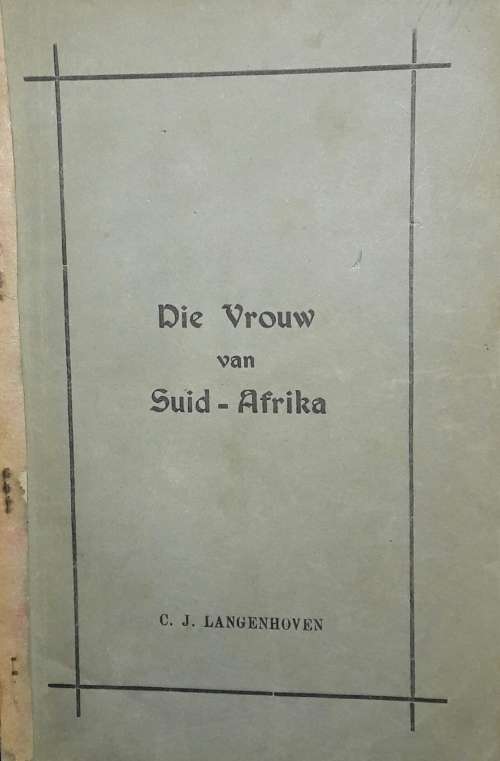 Die Vrouw
van
Suid - Afrika
C. J. LANGENHOVEN